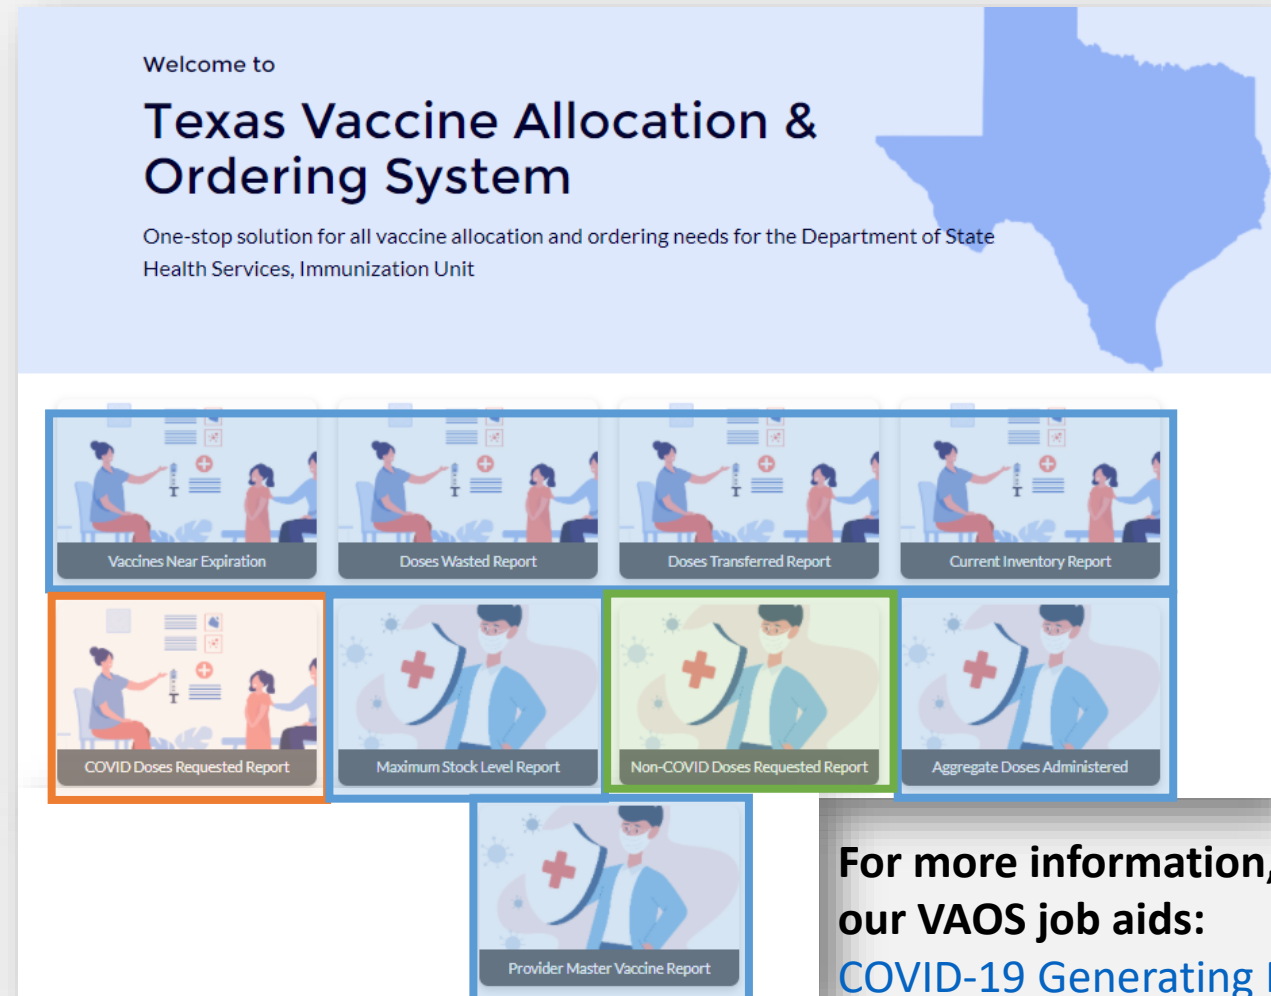 Welcome to
Texas Vaccine Allocation &
Ordering System
One-stop solution for all vaccine allocation and ordering needs for the Department of State
Health Services, Immunization Unit
Vaccines Near Expiration
Doses Wasted Report
Doses Transferred Report
Current Inventory Report
COVID Doses Requested Report
Maximum Stock Level Report
Non-COVID Doses Requested Report
Aggregate Doses Administered
Provider Master Vaccine Report
For more information,
our VAOS job aids:
COVID-19 Generating